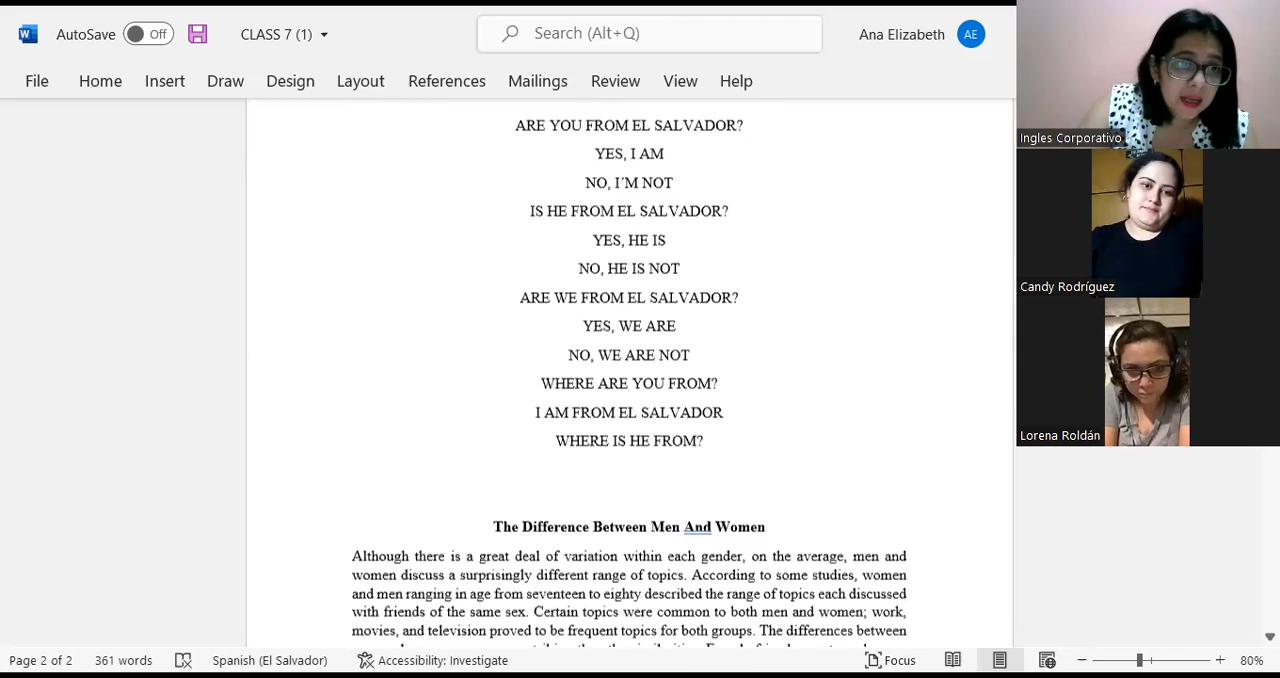 AutoSave Off CLASS 7 (1) Search (Alt+Q) Ana Elizabeth AE
File Home Insert Draw Design Layout References Mailings Review View Help
ARE YOU FROM EL SALVADOR?
YES, I AM
NO, I´M NOT
IS HE FROM EL SALVADOR?
YES, HE IS
NO, HE IS NOT
ARE WE FROM EL SALVADOR?
YES, WE ARE
NO, WE ARE NOT
WHERE ARE YOU FROM?
I AM FROM EL SALVADOR
WHERE IS HE FROM?
The Difference Between Men And Women
Although there is a great deal of variation within each gender, on the average, men and
women discuss a surprisingly different range of topics. According to some studies, women
and men ranging in age from seventeen to eighty described the range of topics each discussed
with friends of the same sex. Certain topics were common to both men and women; work,
movies, and television proved to be frequent topics for both groups. The differences between
Page 2 of 2 361 words Spanish (El Salvador) Accessibility: Investigate Focus 80%
Ingles Corporativo
Candy Rodríguez
Lorena Roldán